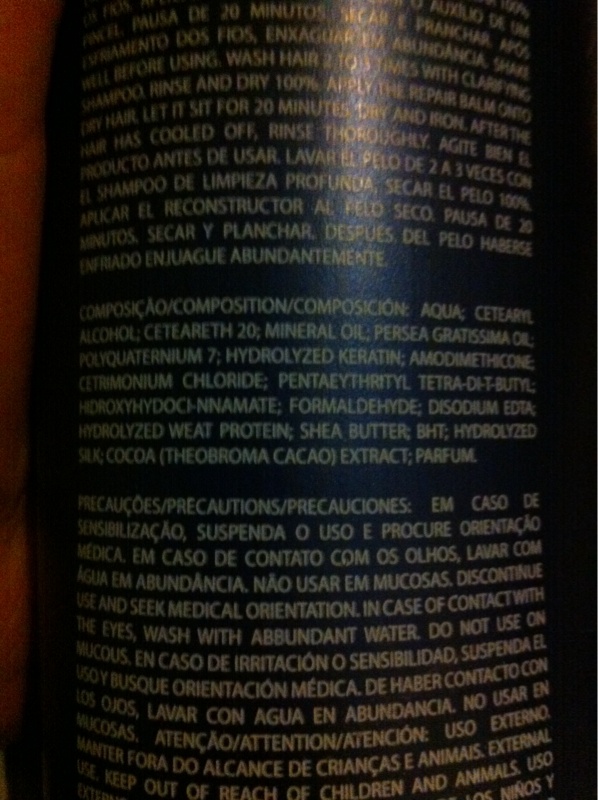 OS FIOS,
O AUXÍLIO DE UM
PINCEL. PAUSA DE 20 MINUTOS. SECAR E PRANCHAR. APÓS
ESFRIAMENTO DOS FIOS, ENXAGUAR EM ABUNDÂNCIA. SHAKE
WELL BEFORE USING. WASH HAIR 2 TO 3 TIMES WITH CLARIFYING
SHAMPOO. RINSE AND DRY 100%. APPLY THE REPAIR BALM ONTO
DRY HAIR. LET IT SIT FOR 20 MINUTES. DRY AND IRON. AFTER THE
HAIR HAS COOLED OFF, RINSE THOROUGHLY. AGITE BIEN EL
PRODUCTO ANTES DE USAR. LAVAR EL PELO DE 2 A 3 VECES CON
EL SHAMPOO DE LIMPIEZA PROFUNDA, SECAR EL PELO 100%.
APLICAR EL RECONSTRUCTOR AL PELO SECO. PAUSA DE 20
MINUTOS. SECAR Y PLANCHAR. DESPUÉS DEL PELO HABERSE
ENFRIADO ENJUAGUE ABUNDANTEMENTE.
COMPOSIÇÃO/COMPOSITION/COMPOSICIÓN: AQUA; CETEARYL
ALCOHOL; CETEARETH 20; MINERAL OIL; PERSEA GRATISSIMA OIL;
POLYQUATERNIUM 7; HYDROLYZED KERATIN; AMODIMETHICONE;
CETRIMONIUM CHLORIDE; PENTAEYTHRITYL TETRA-DI-T-BUTYL;
HIDROXYHYDOCI-NNAMATE; FORMALDEHYDE; DISODIUM EDTA;
HYDROLYZED WEAT PROTEIN; SHEA BUTTER; BHT; HYDROLYZED
SILK; COCOA (THEOBROMA CACAO) EXTRACT; PARFUM.
PRECAUÇÕES/PRECAUTIONS/PRECAUCIONES: EM CASO DE
SENSIBILIZAÇÃO, SUSPENDA O USO E PROCURE ORIENTAÇÃO
MÉDICA. EM CASO DE CONTATO COM OS OLHOS, LAVAR COM
ÁGUA EM ABUNDÂNCIA. NÃO USAR EM MUCOSAS. DISCONTINUE
USE AND SEEK MEDICAL ORIENTATION. IN CASE OF CONTACT WITH
THE EYES, WASH WITH ABBUNDANT WATER. DO NOT USE ON
MUCOUS. EN CASO DE IRRITACIÓN O SENSIBILIDAD, SUSPENDA EL
USO Y BUSQUE ORIENTACIÓN MÉDICA. DE HABER CONTACTO CON
LOS OJOS, LAVAR CON AGUA EN ABUNDANCIA. NO USAR EN
MUCOSAS. ATENÇÃO/ATTENTION/ATENCIÓN: USO EXTERNO.
MANTER FORA DO ALCANCE DE CRIANÇAS E ANIMAIS. EXTERNAL
USE. KEEP OUT OF REACH OF CHILDREN AND ANIMALS. USO
LOS NIÑOS Y